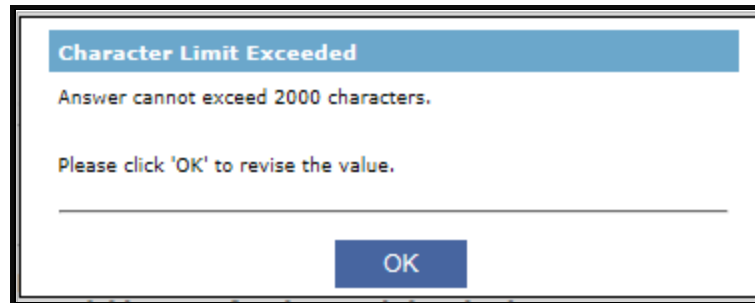 Character Limit Exceeded
Answer cannot exceed 2000 characters.
Please click 'OK' to revise the value.
OK